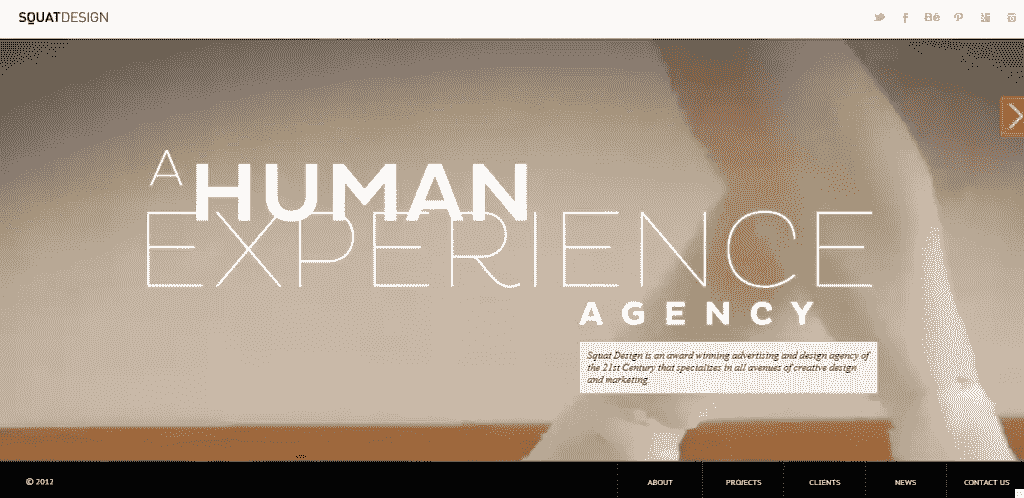 SQUATDESIGN
A HUMAN
EXPERIENCE
AGENCY
Squat Design is an award winning advertising and design agency of
the 21st Century that specializes in all avenues of creative design
and marketing.
© 2012
ABOUT
PROJECTS
CLIENTS
NEWS
CONTACT US